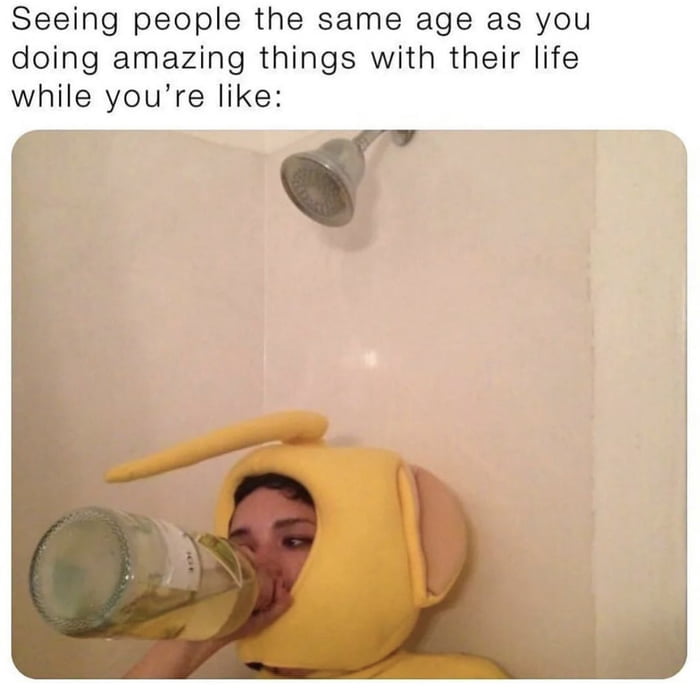 Seeing people the same age as you
doing amazing things with their life
while you're like: